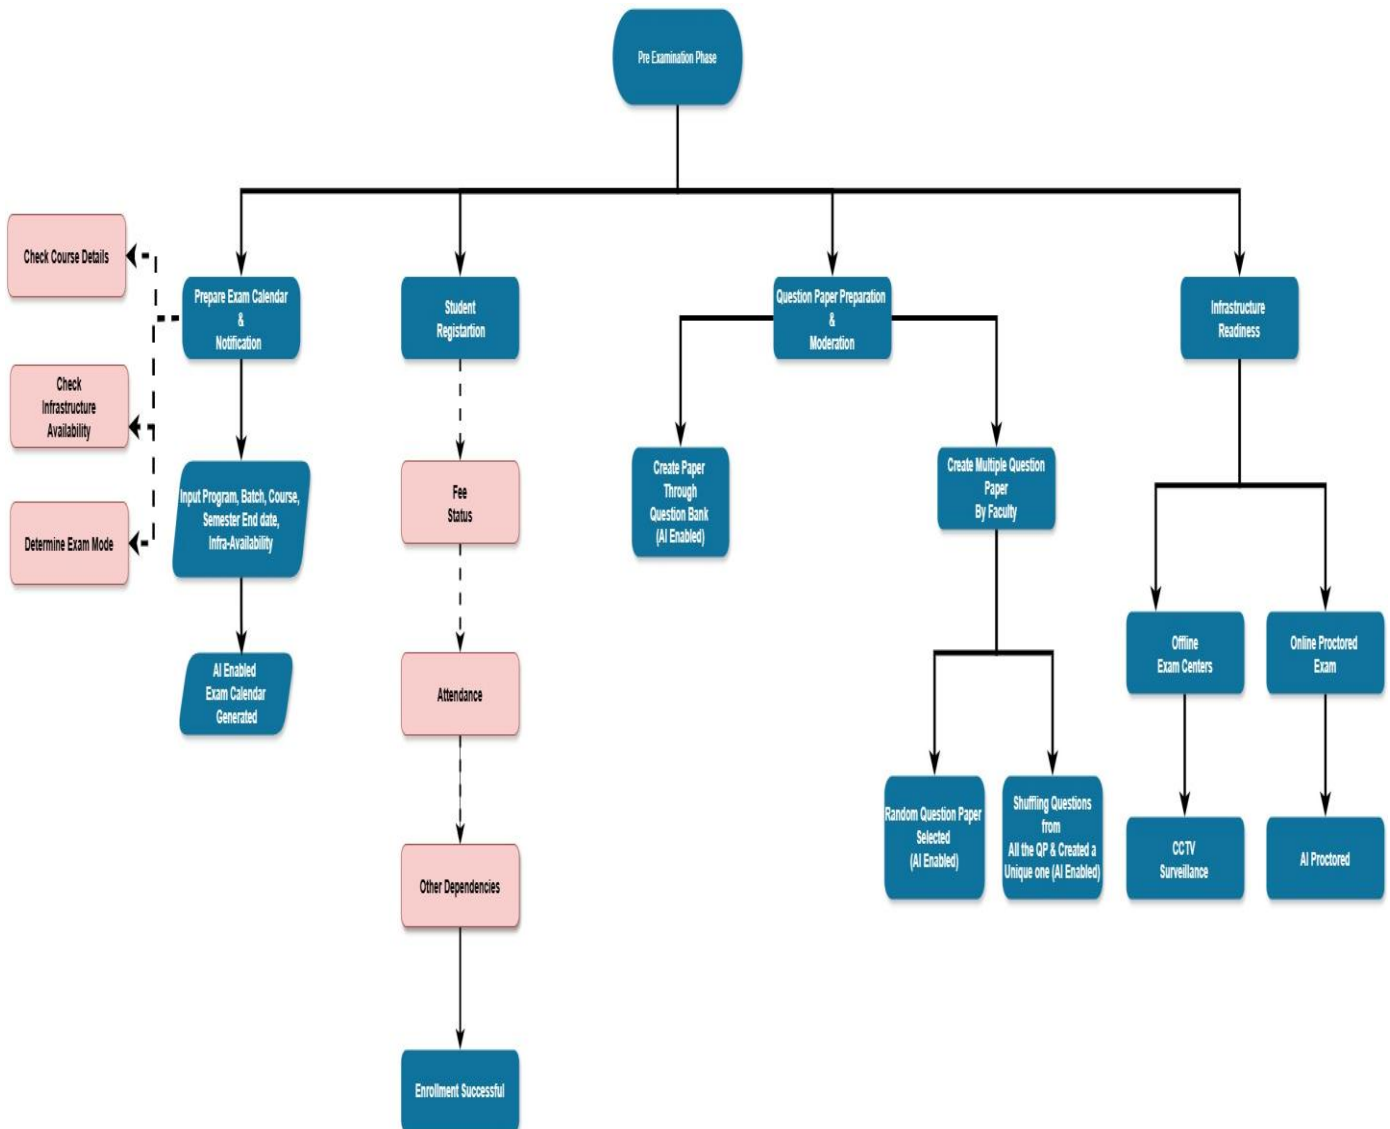 Pre Examination Phase
Check Course Details
Prepare Exam Calendar
&
Notification
Student
Registartion
Question Paper Preparation
&
Moderation
Infrastructure
Readiness
Check
Infrastructure
Availability
Determine Exam Mode
Input Program, Batch, Course,
Semester End date,
Infra-Availability
Fee
Status
Create Paper
Through
Question Bank
(AI Enabled)
Create Multiple Question
Paper
By Faculty
Offline
Exam Centers
Online Proctored
Exam
AI Enabled
Exam Calendar
Generated
Attendance
Random Question Paper
Selected
(AI Enabled)
Shuffling Questions
from
All the QP & Created a
Unique one (AI Enabled)
CCTV
Surveillance
AI Proctored
Other Dependencies
Enrollment Successful